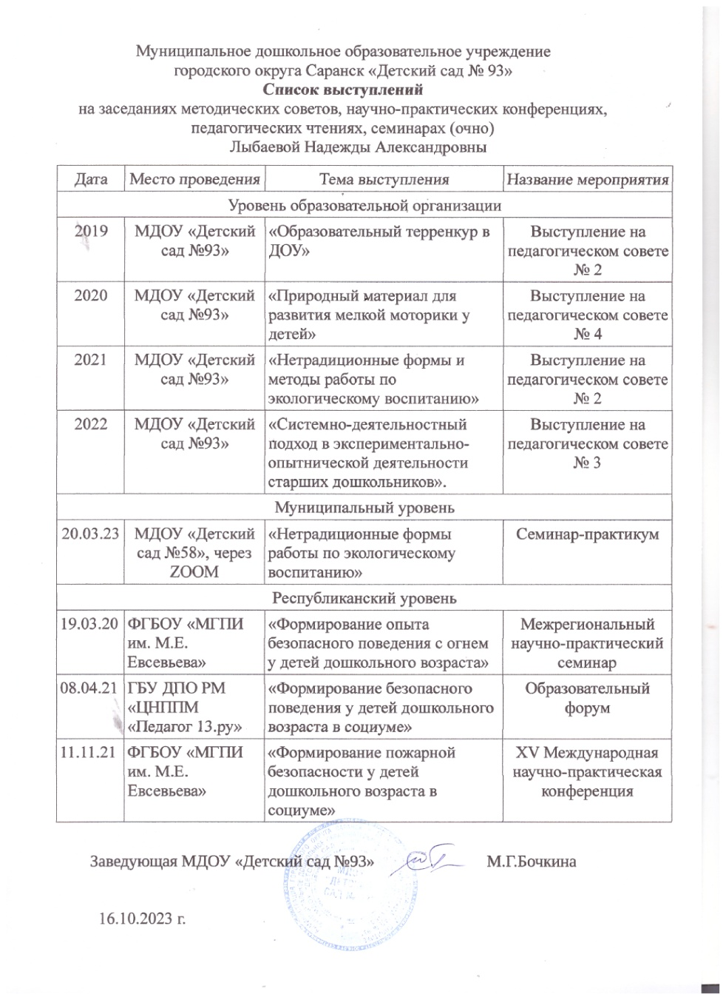 Муниципальное дошкольное образовательное учреждение
городского округа Саранск «Детский сад № 93»
Список выступлений
на заседаниях методических советов, научно-практических конференциях,
педагогических чтениях, семинарах (очно)
Лыбаевой Надежды Александровны
Дата Место проведения Тема выступления Название мероприятия
Уровень образовательной организации
2019 МДОУ «Детский «Образовательный терренкур в Выступление на
сад №93» ДОУ» педагогическом совете
№ 2
2020 МДОУ «Детский «Природный материал для Выступление на
сад №93» развития мелкой моторики у педагогическом совете
детей» № 4
2021 МДОУ «Детский «Нетрадиционные формы и Выступление на
сад №93» методы работы по педагогическом совете
экологическому воспитанию» № 2
2022 МДОУ «Детский «Системно-деятельностный Выступление на
сад №93» подход в экспериментально- педагогическом совете
опытнической деятельности № 3
старших дошкольников».
Муниципальный уровень
20.03.23 МДОУ «Детский «Нетрадиционные формы Семинар-практикум
сад №58», через работы по экологическому
ZOOM воспитанию»
Республиканский уровень
19.03.20 ФГБОУ «МГПИ «Формирование опыта Межрегиональный
им. М.Е. безопасного поведения с огнем научно-практический
Евсевьева» у детей дошкольного возраста» семинар
08.04.21 ГБУ ДПО РМ «Формирование безопасного Образовательный
«ЦНППМ поведения у детей дошкольного форум
«Педагог 13.ру» возраста в социуме»
11.11.21 ФГБОУ «МГПИ «Формирование пожарной XV Международная
им. М.Е. безопасности у детей научно-практическая
Евсевьева» дошкольного возраста в конференция
социуме»
Заведующая МДОУ «Детский сад №93» М.Г.Бочкина
16.10.2023 г.